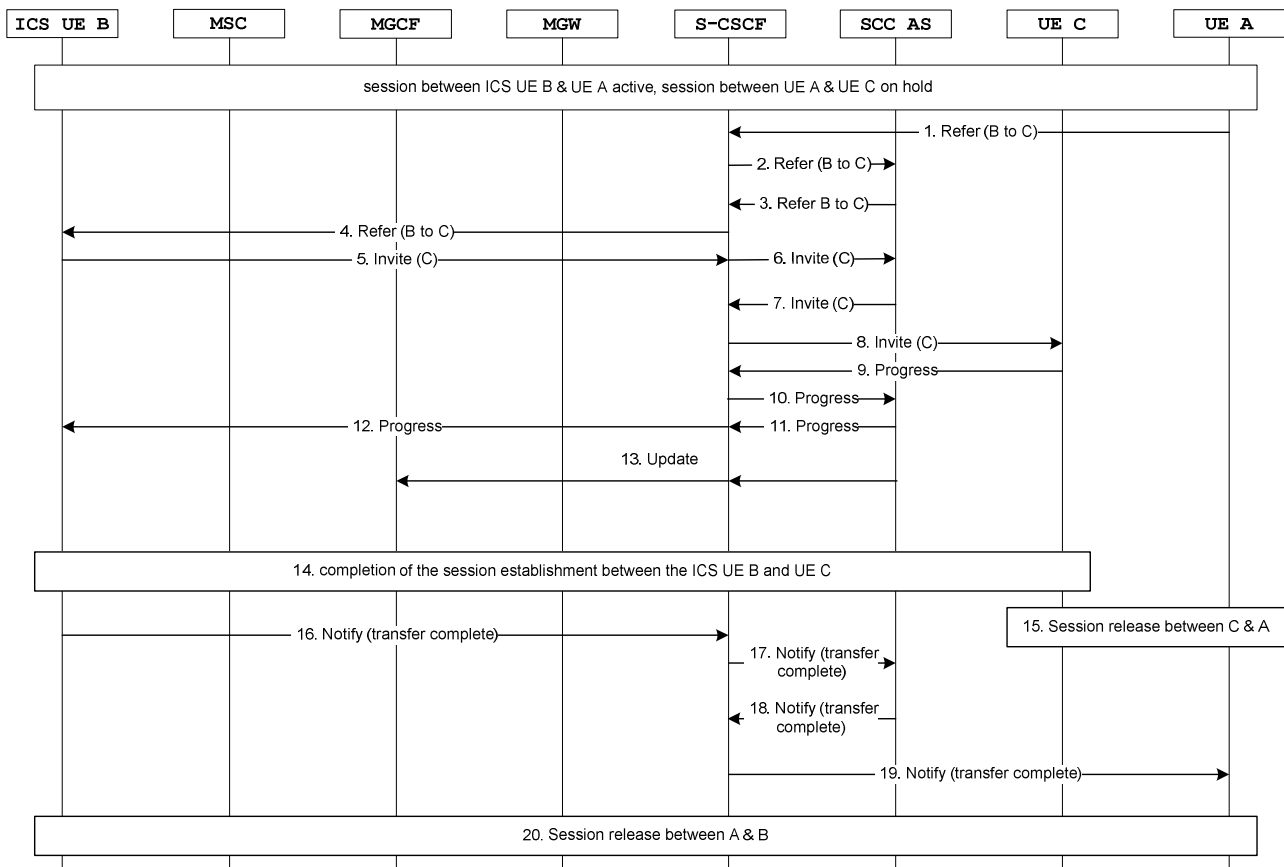 ICS UE B MSC MGCF MGW S-CSCF SCC AS UE C UE A
session between ICS UE B & UE A active, session between UE A & UE C on hold
1. Refer (B to C)
2. Refer (B to C)
3. Refer B to C)
4. Refer (B to C)
5. Invite (C) 6. Invite (C)
7. Invite (C)
8. Invite (C)
9. Progress
10. Progress
12. Progress 11. Progress
13. Update
14. completion of the session establishment between the ICS UE B and UE C
15. Session release between C & A
16. Notify (transfer complete)
17. Notify (transfer
complete)
18. Notify (transfer
complete)
19. Notify (transfer complete)
20. Session release between A & B